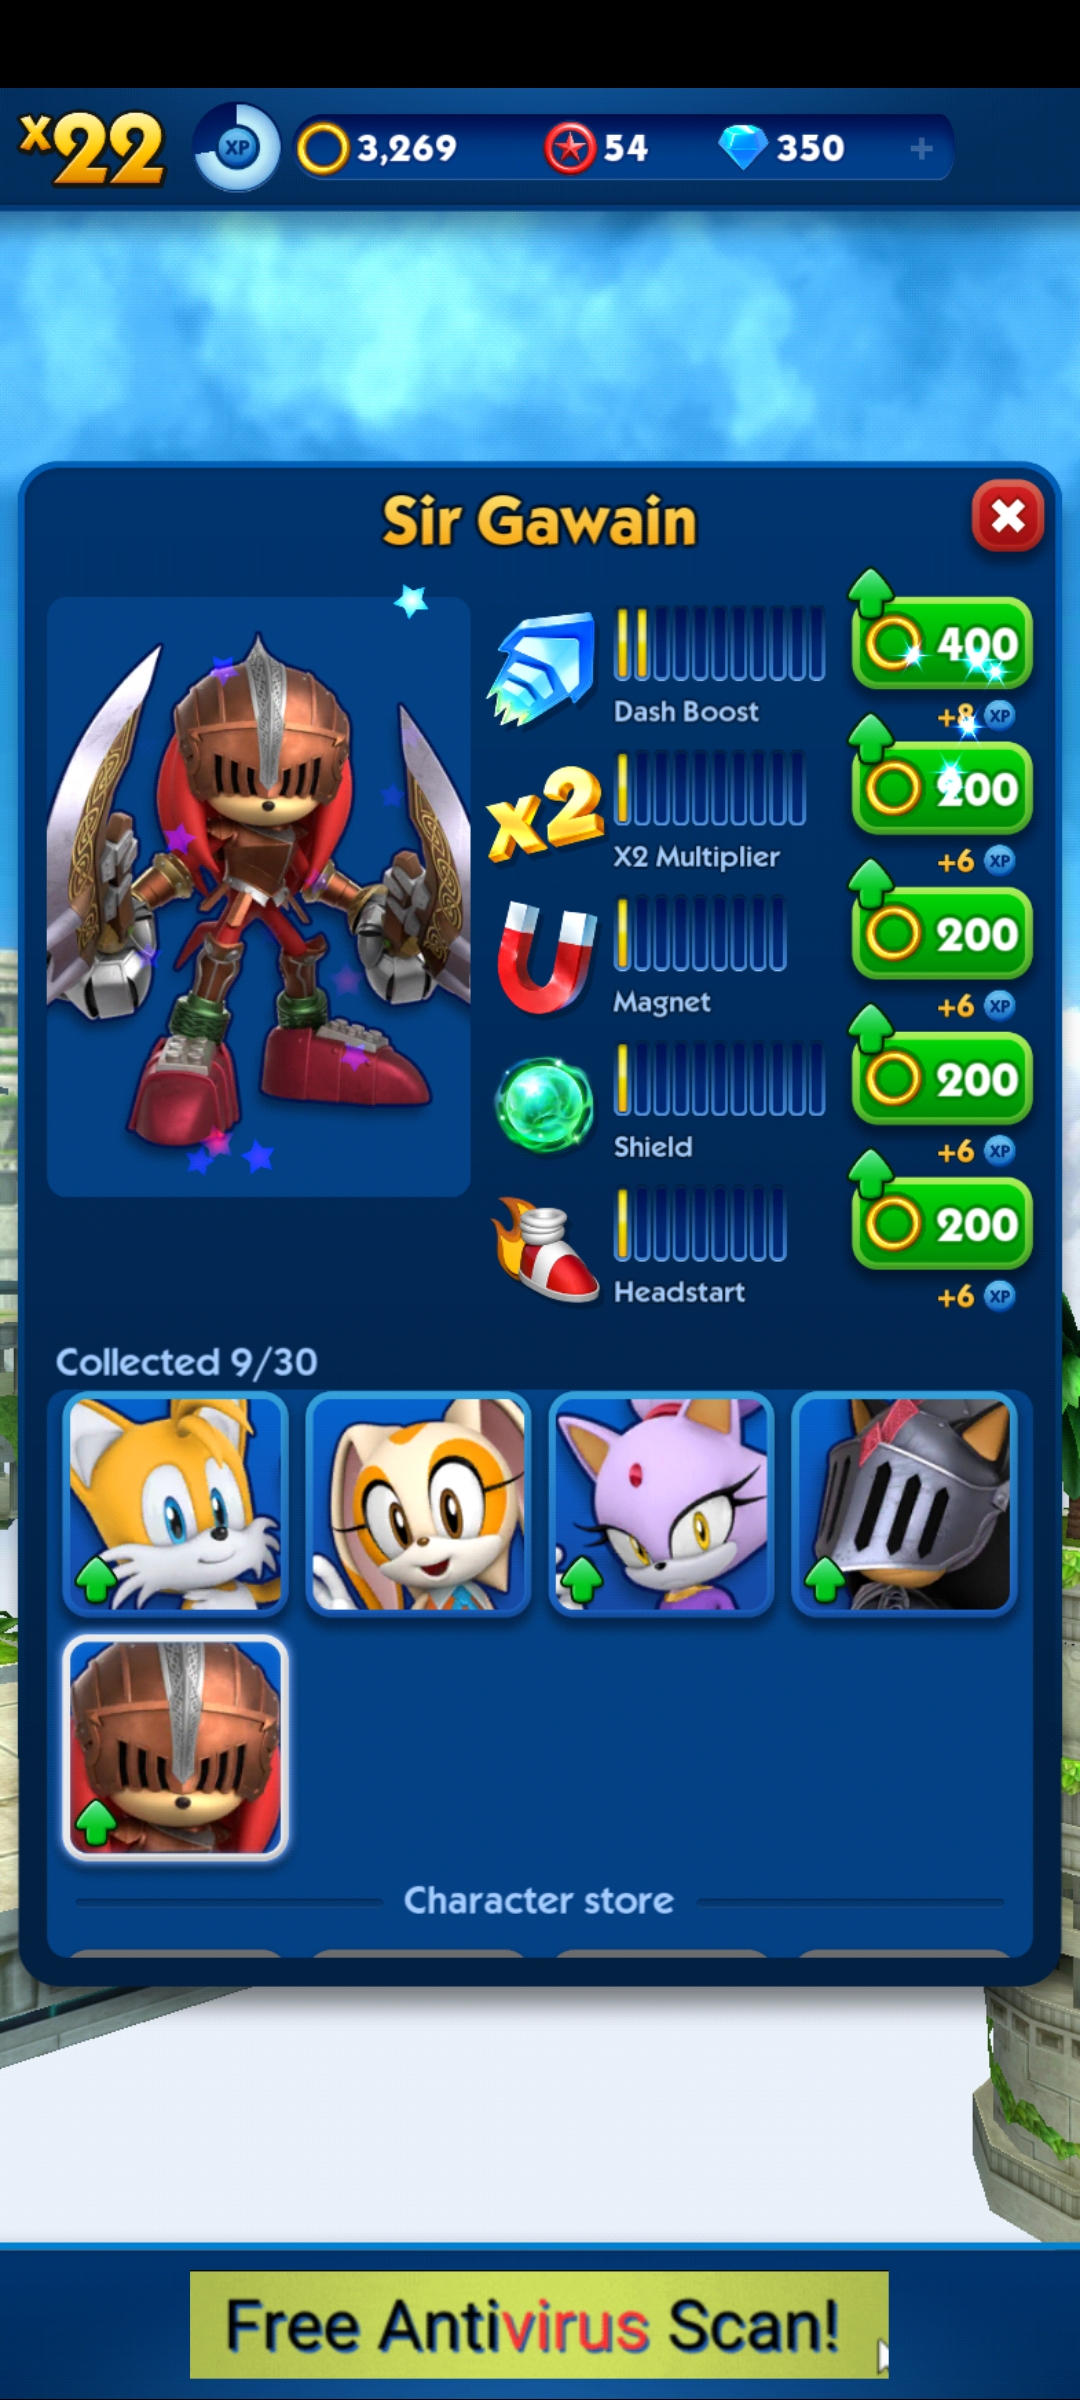 x22 XP 3,269 54 350 +
Sir Gawain
400
Dash Boost
+8 XP
x2
200
X2 Multiplier
+6 XP
200
Magnet
+6 XP
200
Shield
+6 XP
200
Headstart
+6 XP
Collected 9/30
Character store
Free Antivirus Scan!